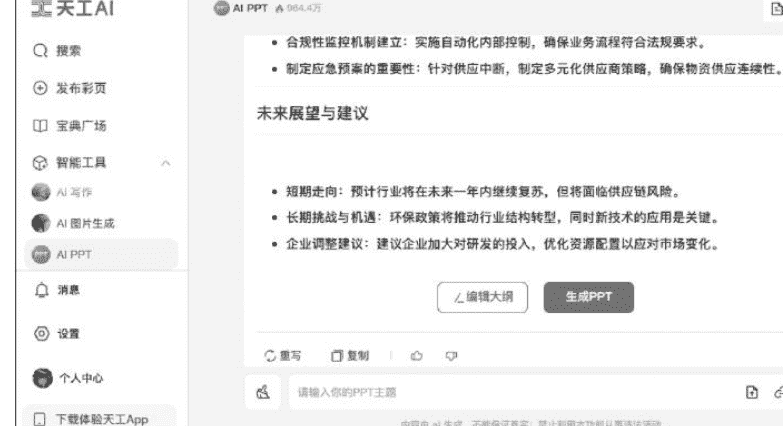 天工AI
搜索
发布彩页
宝典广场
智能工具
AI 写作
AI 图片生成
AI PPT
消息
设置
个人中心
下载体验天工App
AI PPT 964.4万
• 合规性监控机制建立：实施自动化内部控制，确保业务流程符合法规要求。
• 制定应急预案的重要性：针对供应中断，制定多元化供应商策略，确保物资供应连续性。
未来展望与建议
• 短期走向：预计行业将在未来一年内继续复苏，但将面临供应链风险。
• 长期挑战与机遇：环保政策将推动行业结构转型，同时新技术的应用是关键。
• 企业调整建议：建议企业加大对研发的投入，优化资源配置以应对市场变化。
编辑大纲
生成PPT
重写 复制
请输入你的PPT主题